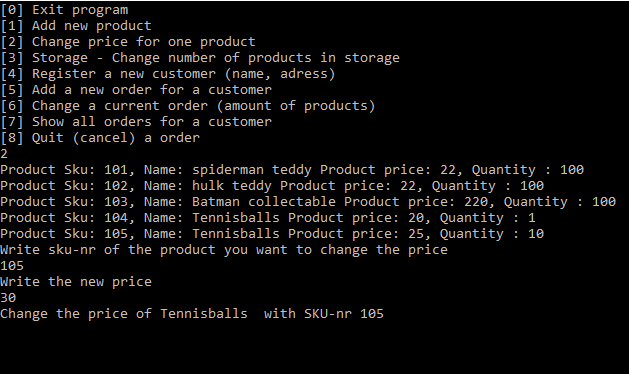 [0] Exit program
[1] Add new product
[2] Change price for one product
[3] Storage - Change number of products in storage
[4] Register a new customer (name, adress)
[5] Add a new order for a customer
[6] Change a current order (amount of products)
[7] Show all orders for a customer
[8] Quit (cancel) a order
2
Product Sku: 101, Name: spiderman teddy Product price: 22, Quantity : 100
Product Sku: 102, Name: hulk teddy Product price: 22, Quantity : 100
Product Sku: 103, Name: Batman collectable Product price: 220, Quantity : 100
Product Sku: 104, Name: Tennisballs Product price: 20, Quantity : 1
Product Sku: 105, Name: Tennisballs Product price: 25, Quantity : 10
Write sku-nr of the product you want to change the price
105
Write the new price
30
Change the price of Tennisballs  with SKU-nr 105